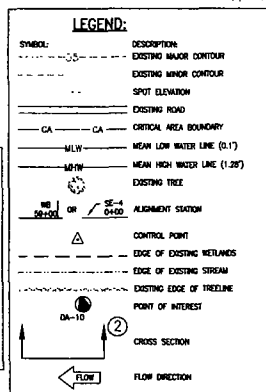 LEGEND:
SYMBOL: DESCRIPTION:
EXISTING MAJOR CONTOUR
EXISTING MINOR CONTOUR
SPOT ELEVATION
EXISTING ROAD
CA CA CRITICAL AREA BOUNDARY
MLW MEAN LOW WATER LINE (0.1')
MHW MEAN HIGH WATER LINE (1.28')
EXISTING TREE
WB 59+00 OR SE-4 0+00 ALIGNMENT STATION
CONTROL POINT
EDGE OF EXISTING WETLANDS
EDGE OF EXISTING STREAM
EXISTING EDGE OF TREELINE
POINT OF INTEREST
OA-10
2
CROSS SECTION
FLOW FLOW DIRECTION